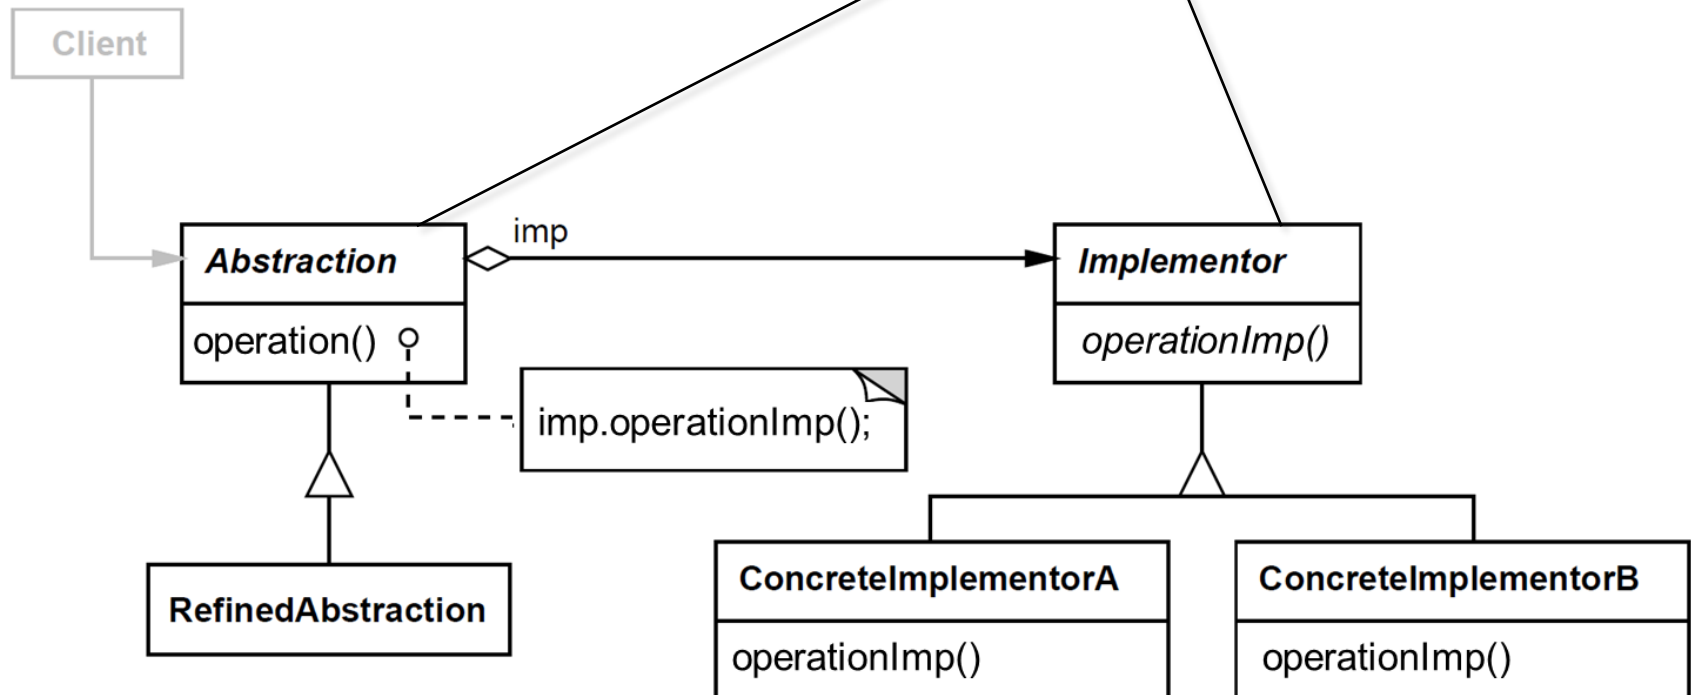 Client
imp
Abstraction
Implementor
operation()
operationImp()
imp.operationImp();
ConcreteImplementorA
ConcreteImplementorB
RefinedAbstraction
operationImp()
operationImp()